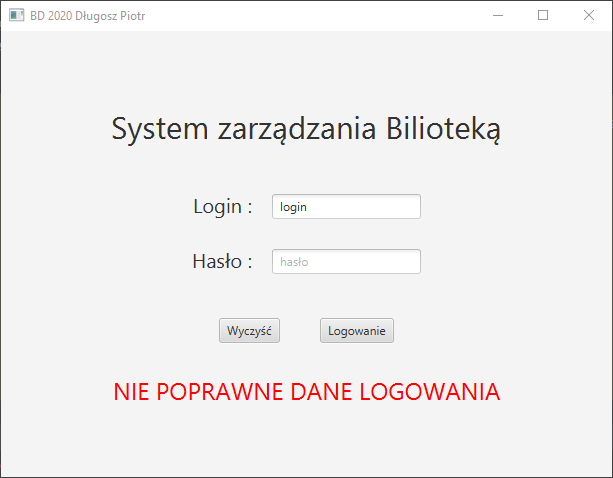 BD 2020 Długosz Piotr
System zarządzania Bilioteką
Login : login
Hasło : hasło
Wyczyść Logowanie
NIE POPRAWNE DANE LOGOWANIA